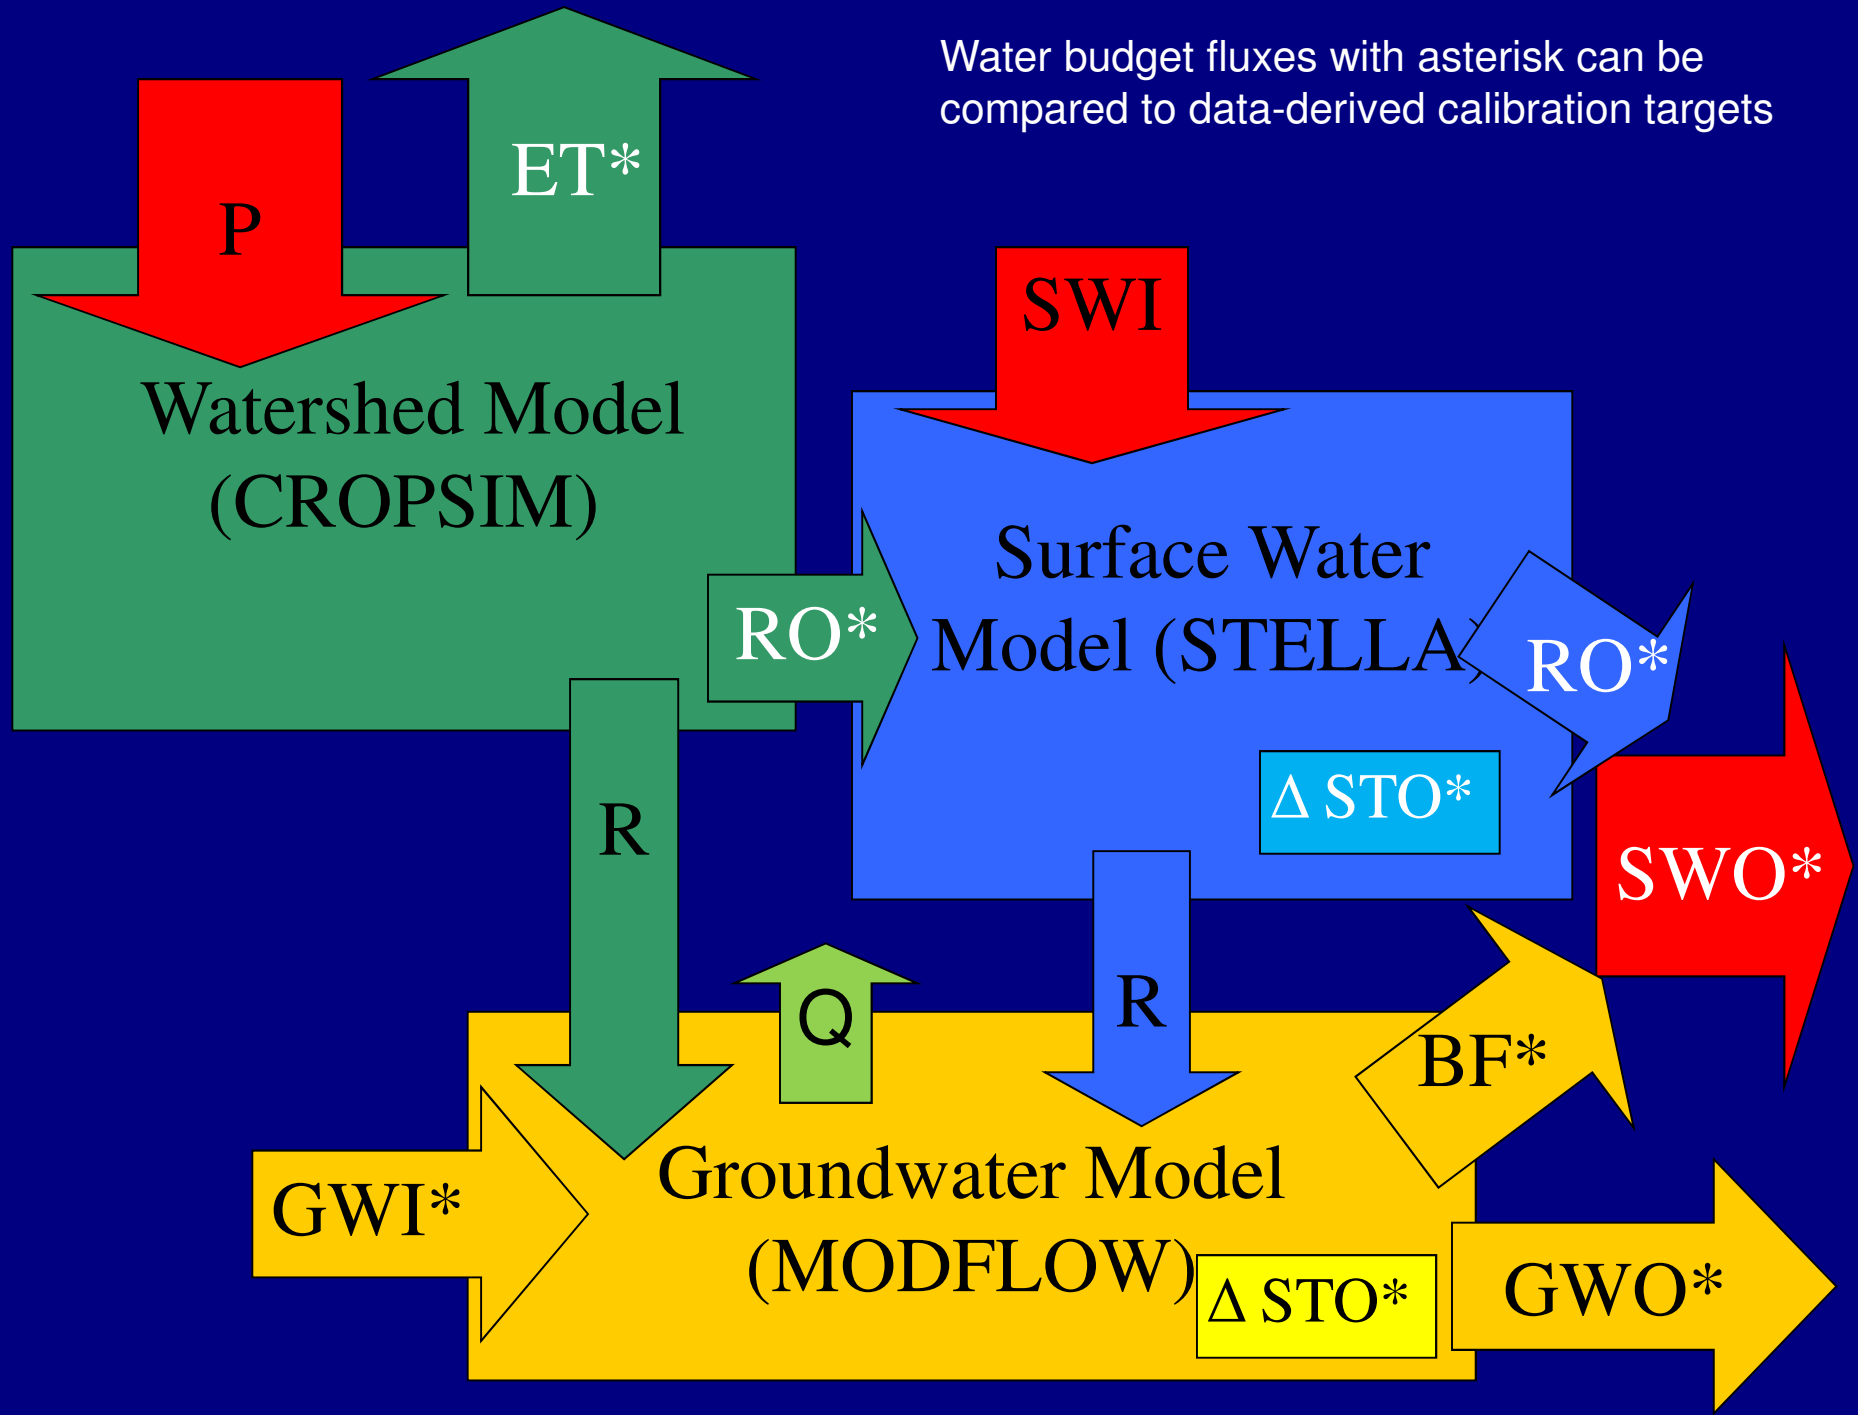 Water budget fluxes with asterisk can be
compared to data-derived calibration targets
ET*
P
SWI
Watershed Model
(CROPSIM)
Surface Water
Model (STELLA)
RO*
RO*
Δ STO*
R
SWO*
Q
R
BF*
Groundwater Model
(MODFLOW)
GWI*
Δ STO*
GWO*